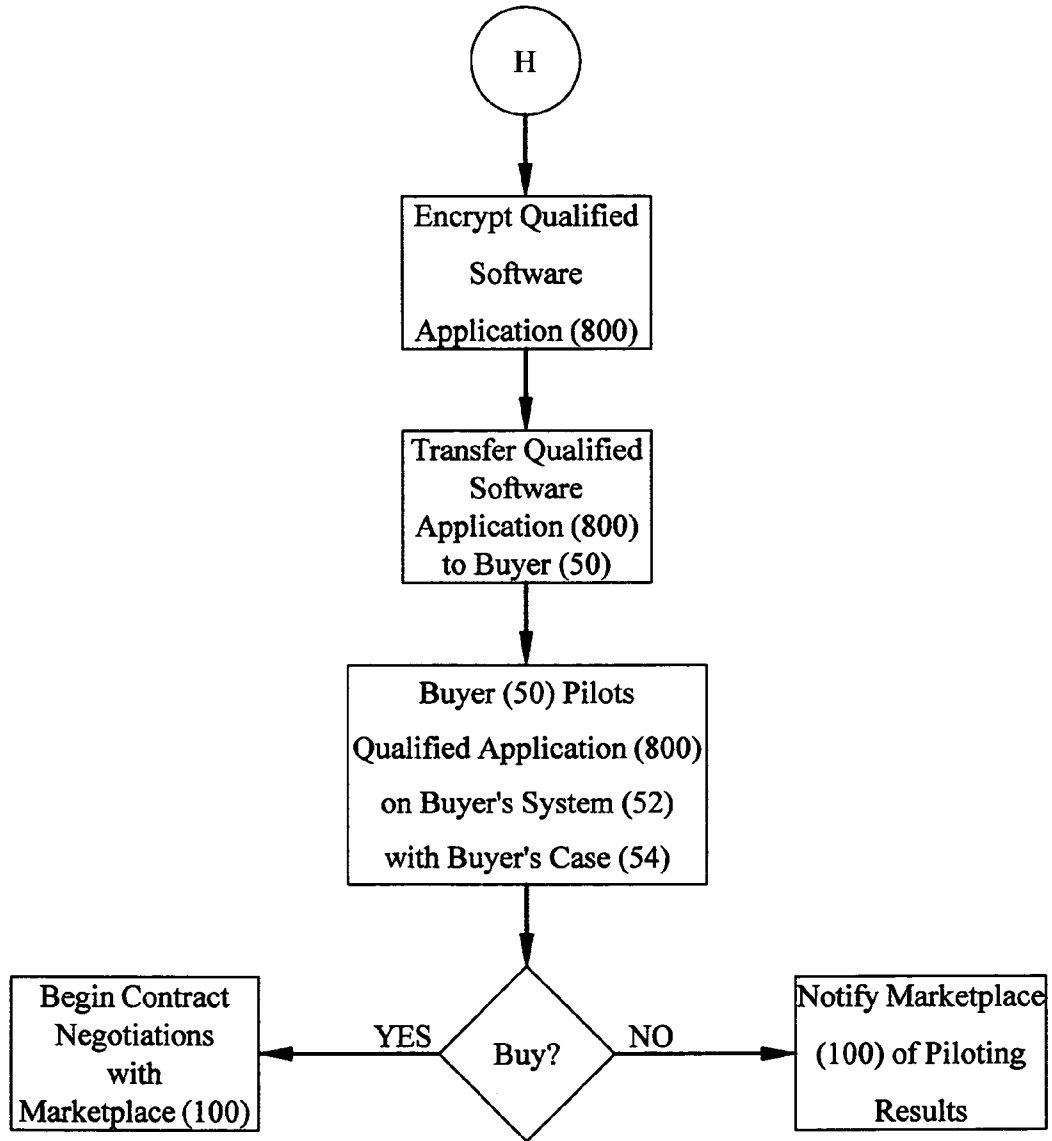 H
Encrypt Qualified
Software
Application (800)
Transfer Qualified
Software
Application (800)
to Buyer (50)
Buyer (50) Pilots
Qualified Application (800)
on Buyer's System (52)
with Buyer's Case (54)
Begin Contract
Negotiations
with
Marketplace (100)
YES
Buy?
NO
Notify Marketplace
(100) of Piloting
Results